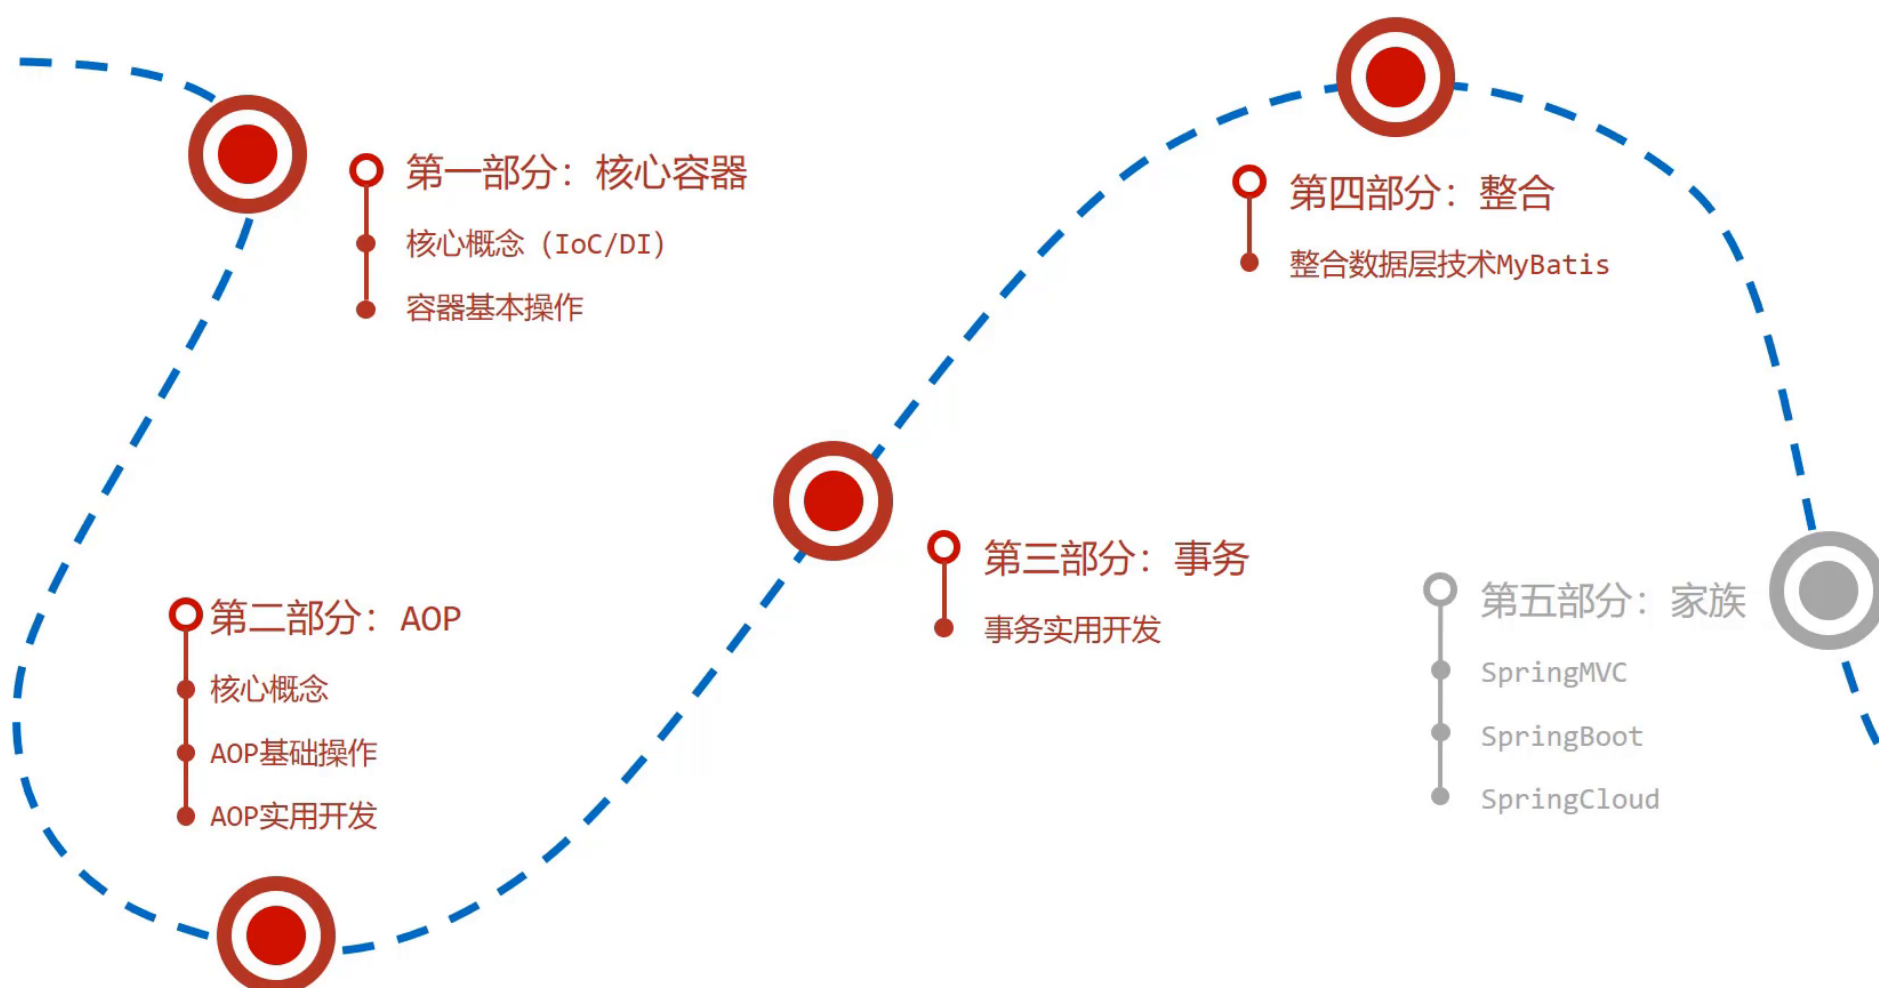 第一部分：核心容器
核心概念（IoC/DI）
容器基本操作
第二部分：AOP
核心概念
AOP基础操作
AOP实用开发
第三部分：事务
事务实用开发
第四部分：整合
整合数据层技术MyBatis
第五部分：家族
SpringMVC
SpringBoot
SpringCloud